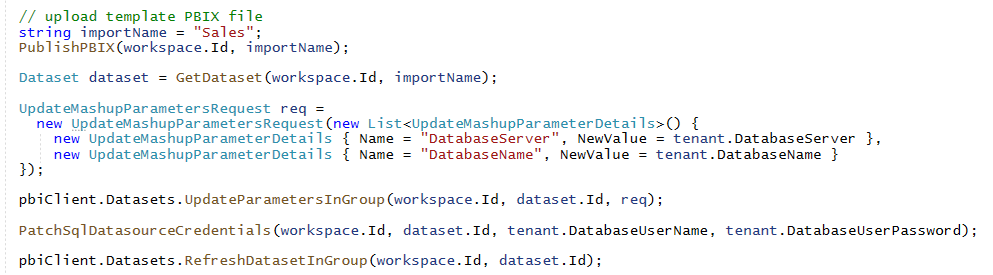 // upload template PBIX file
string importName = "Sales";
PublishPBIX(workspace.Id, importName);
Dataset dataset = GetDataset(workspace.Id, importName);
UpdateMashupParametersRequest req =
new UpdateMashupParametersRequest(new List<UpdateMashupParameterDetails>() {
new UpdateMashupParameterDetails { Name = "DatabaseServer", NewValue = tenant.DatabaseServer },
new UpdateMashupParameterDetails { Name = "DatabaseName", NewValue = tenant.DatabaseName }
});
pbiClient.Datasets.UpdateParametersInGroup(workspace.Id, dataset.Id, req);
PatchSqlDatasourceCredentials(workspace.Id, dataset.Id, tenant.DatabaseUserName, tenant.DatabaseUserPassword);
pbiClient.Datasets.RefreshDatasetInGroup(workspace.Id, dataset.Id);